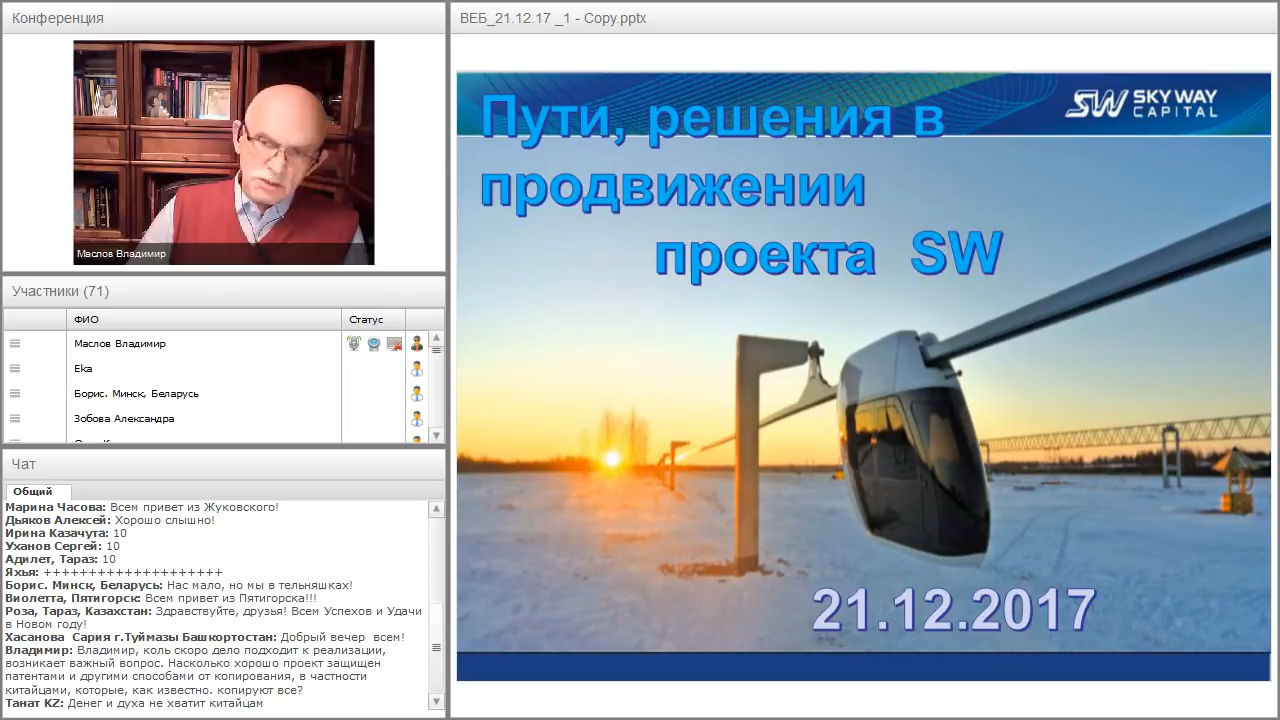 Конференция
Маслов Владимир
Участники (71)
ФИО
Статус
Маслов Владимир
Eka
Борис. Минск, Беларусь
Зобова Александра
Чат
Общий
Марина Часова: Всем привет из Жуковского!
Дьяков Алексей: Хорошо слышно!
Ирина Казачута: 10
Уханов Сергей: 10
Адилет, Тараз: 10
Яхья: ++++++++++++++++++++
Борис. Минск, Беларусь: Нас мало, но мы в тельняшках!
Виолетта, Пятигорск: Всем привет из Пятигорска!!!
Роза, Тараз, Казахстан: Здравствуйте, друзья! Всем Успехов и Удачи
в Новом году!
Хасанова Сария г.Туймазы Башкортостан: Добрый вечер всем!
Владимир: Владимир, коль скоро дело подходит к реализации,
возникает важный вопрос. Насколько хорошо проект защищен
патентами и другими способами от копирования, в частности
китайцами, которые, как известно. копируют все?
Танат KZ: Денег и духа не хватит китайцам
ВЕБ_21.12.17 _1 - Copy.pptx
SW SKY WAY
CAPITAL
Пути, решения в
продвижении
проекта SW
21.12.2017